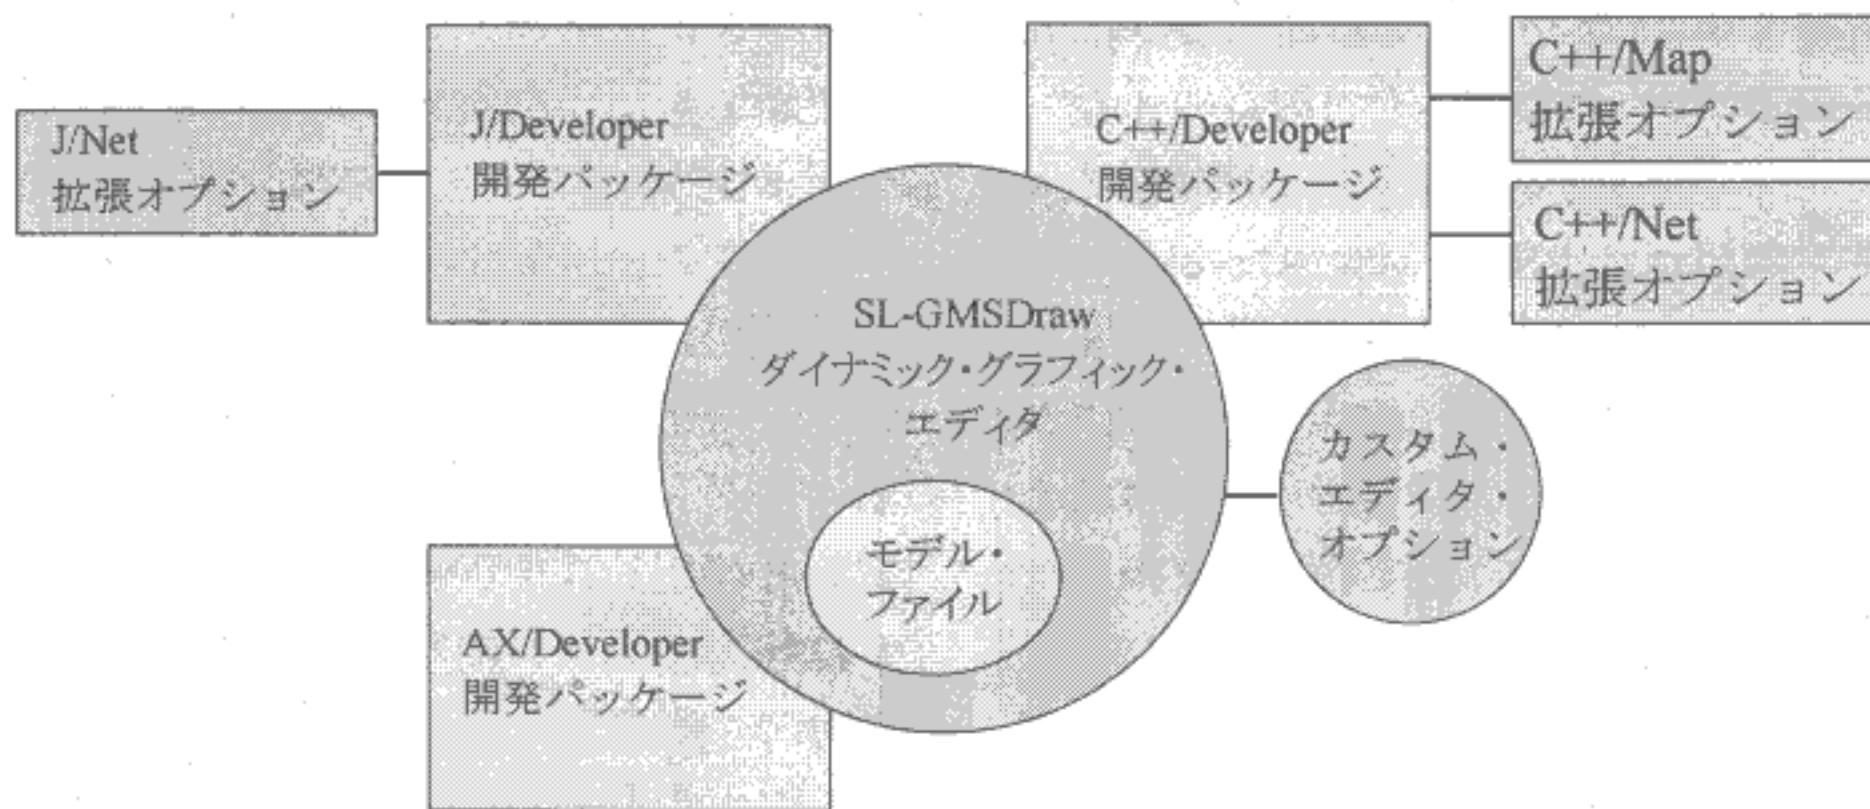 J/Net
拡張オプション
J/Developer
開発パッケージ
C++/Developer
開発パッケージ
C++/Map
拡張オプション
C++/Net
拡張オプション
SL-GMSDraw
ダイナミック・グラフィック・
エディタ
モデル・
ファイル
カスタム・
エディタ・
オプション
AX/Developer
開発パッケージ